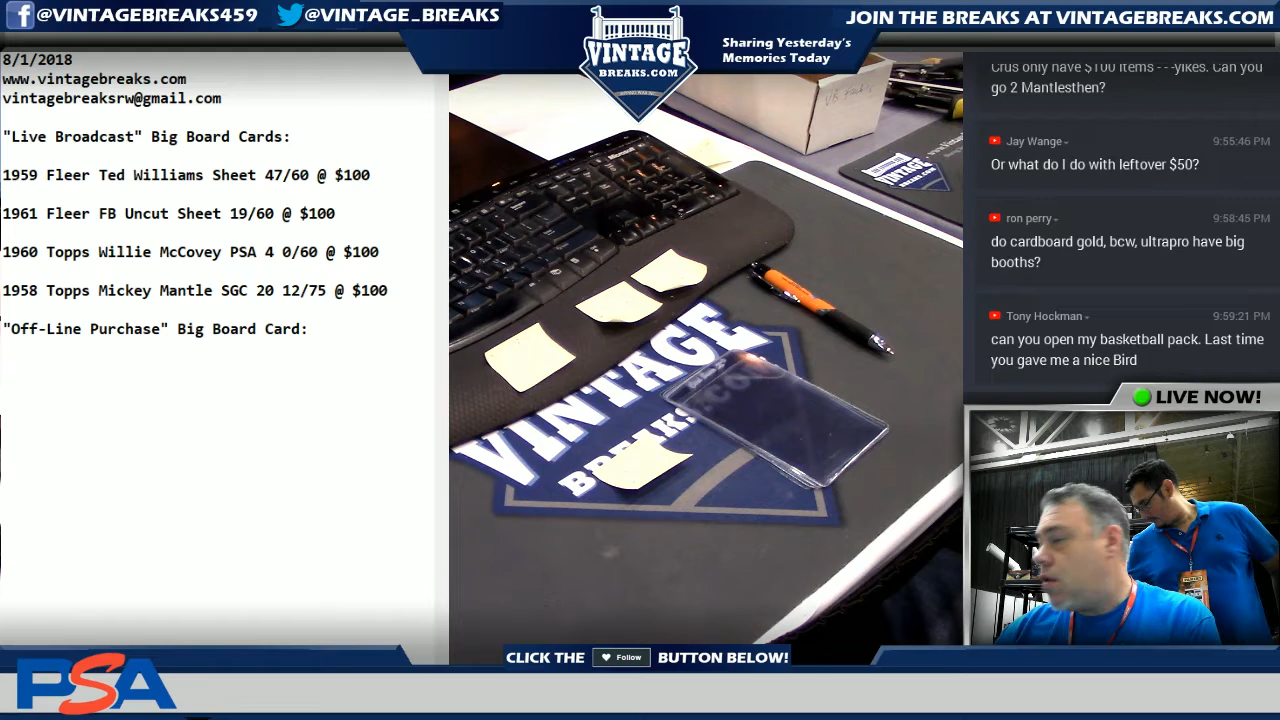 @VINTAGEBREAKS459
@VINTAGE_BREAKS
VINTAGE
BREAKS.COM
Sharing Yesterday's
Memories Today
JOIN THE BREAKS AT VINTAGEBREAKS.COM
8/1/2018
www.vintagebreaks.com
vintagebreaksrw@gmail.com
"Live Broadcast" Big Board Cards:
1959 Fleer Ted Williams Sheet 47/60 @ $100
1961 Fleer FB Uncut Sheet 19/60 @ $100
1960 Topps Willie McCovey PSA 4 0/60 @ $100
1958 Topps Mickey Mantle SGC 20 12/75 @ $100
"Off-Line Purchase" Big Board Card:
Microsoft
VINTAGE
BREAKS.COM
VINTAGE
BREAKS
.COM
Crus only have $100 items - - -yikes. Can you
go 2 Mantlesthen?
Jay Wange 9:55:46 PM
Or what do I do with leftover $50?
ron perry 9:58:45 PM
do cardboard gold, bcw, ultrapro have big
booths?
Tony Hockman 9:59:21 PM
can you open my basketball pack. Last time
you gave me a nice Bird
LIVE NOW!
CLICK THE Follow BUTTON BELOW!
PSA